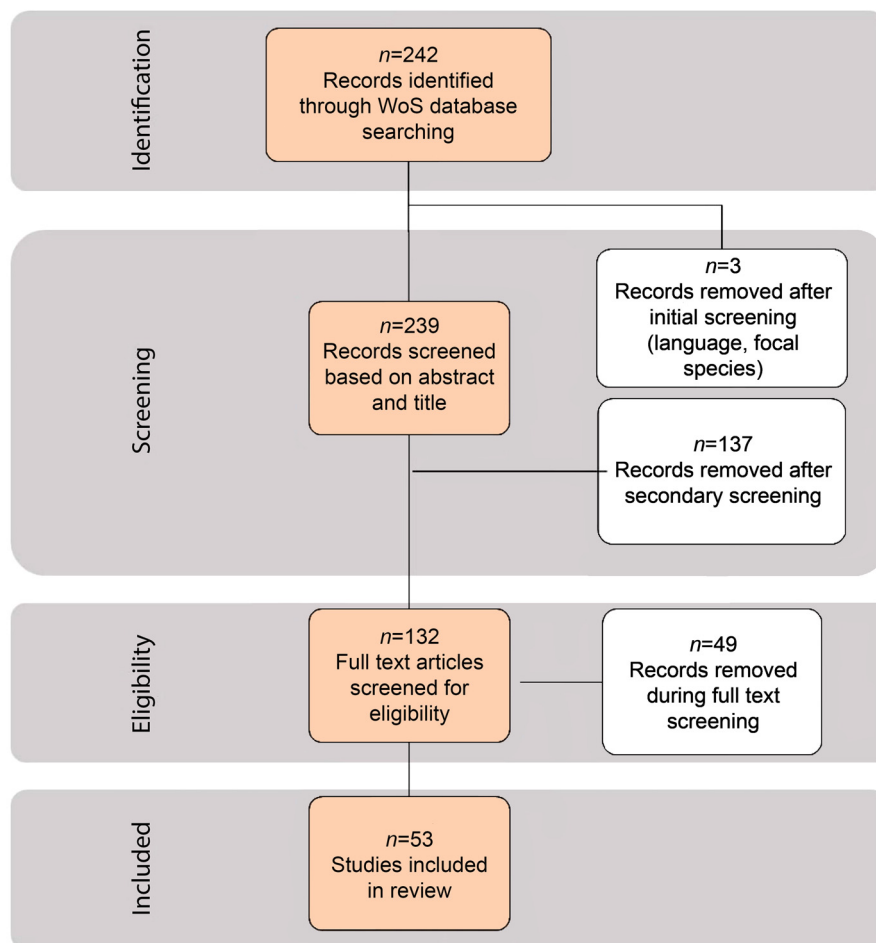 Identification
n=242
Records identified
through WoS database
searching
Screening
n=3
Records removed after
initial screening
(language, focal
species)
n=239
Records screened
based on abstract
and title
n=137
Records removed after
secondary screening
Eligibility
n=132
Full text articles
screened for
eligibility
n=49
Records removed
during full text
screening
Included
n=53
Studies included
in review